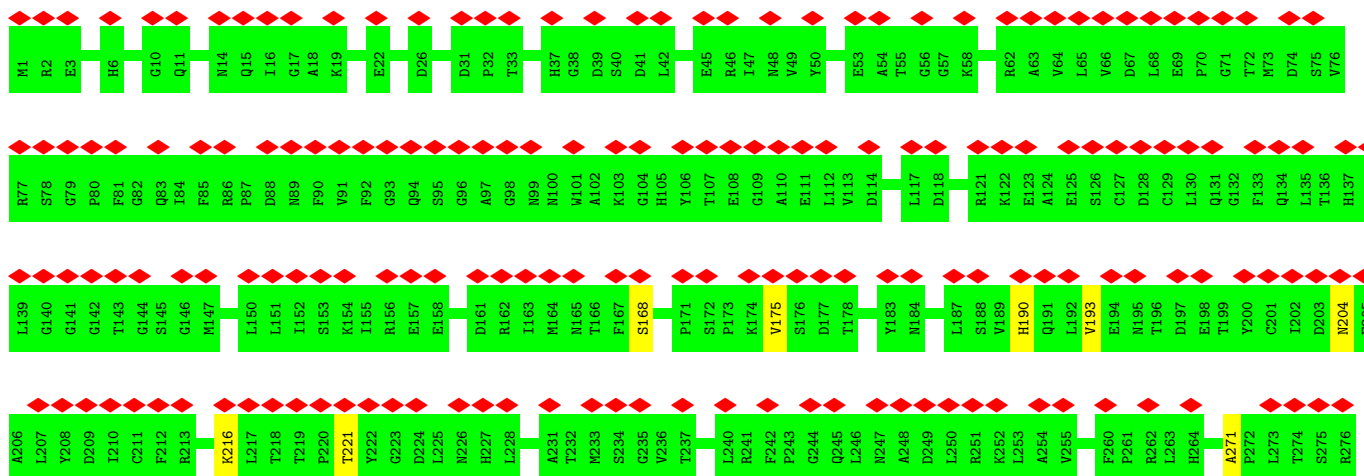 M1 R2 E3 H6 G10 Q11 N14 Q15 I16 G17 A18 K19 E22 D26 D31 P32 T33 H37 G38 D39 S40 D41 L42 E45 R46 I47 N48 V49 Y50 E53 A54 T55 G56 G57 K58 R62 A63 V64 L65 V66 D67 L68 E69 P70 G71 T72 M73 D74 S75 V76
R77 S78 G79 P80 F81 G82 Q83 I84 F85 R86 P87 D88 N89 F90 V91 F92 G93 Q94 S95 G96 A97 G98 N99 N100 W101 A102 K103 G104 H105 Y106 T107 E108 G109 A110 E111 L112 V113 D114 L117 D118 R121 K122 E123 A124 E125 S126 C127 D128 C129 L130 Q131 G132 F133 Q134 L135 T136 H137
L139 G140 G141 G142 T143 G144 S145 G146 M147 L150 L151 I152 S153 K154 I155 R156 E157 E158 D161 R162 I163 M164 N165 T166 F167 S168 P171 S172 P173 K174 V175 S176 D177 T178 Y183 N184 L187 S188 V189 H190 Q191 L192 V193 E194 N195 T196 D197 E198 T199 Y200 C201 I202 D203 N204
A206 L207 Y208 D209 I210 C211 F212 R213 K216 L217 T218 T219 P220 T221 Y222 G223 D224 L225 N226 H227 L228 A231 T232 M233 S234 G235 V236 T237 L240 R241 F242 P243 G244 Q245 L246 N247 A248 D249 L250 R251 K252 L253 A254 V255 F260 P261 R262 L263 H264 A271 P272 L273 T274 S275 R276